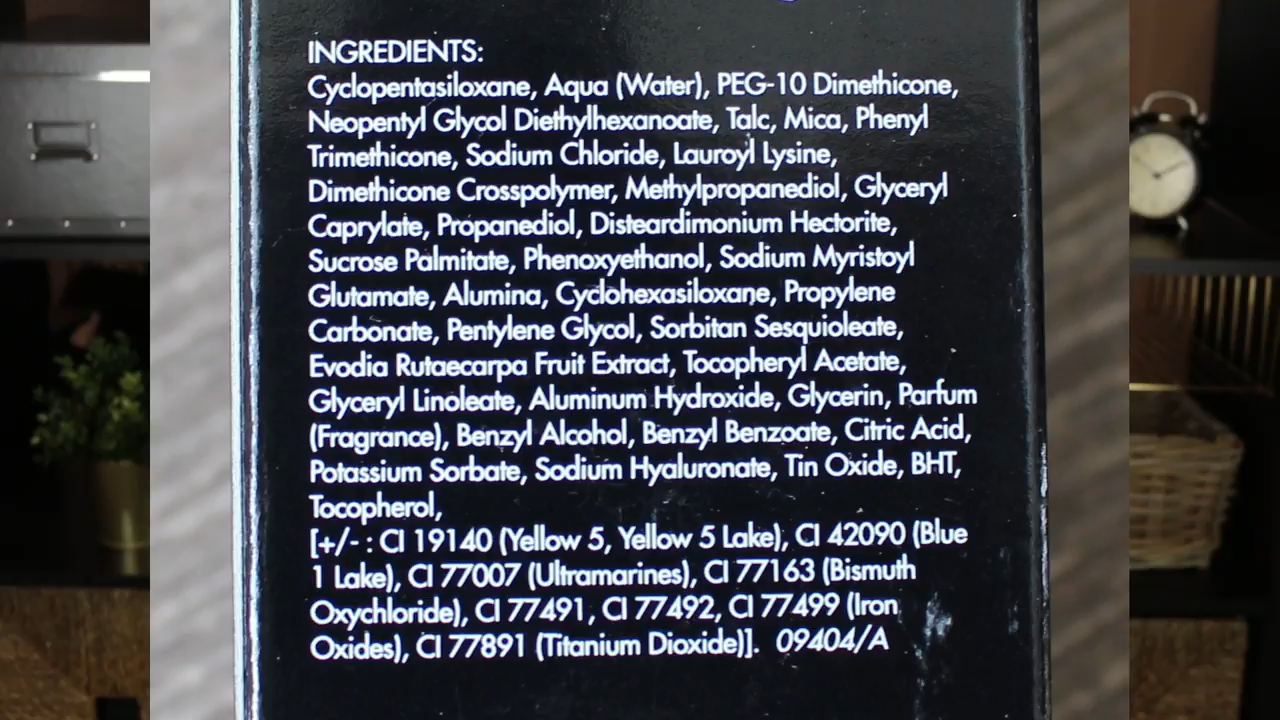 INGREDIENTS:
Cyclopentasiloxane, Aqua (Water), PEG-10 Dimethicone,
Neopentyl Glycol Diethylhexanoate, Talc, Mica, Phenyl
Trimethicone, Sodium Chloride, Lauroyl Lysine,
Dimethicone Crosspolymer, Methylpropanediol, Glyceryl
Caprylate, Propanediol, Disteardimonium Hectorite,
Sucrose Palmitate, Phenoxyethanol, Sodium Myristoyl
Glutamate, Alumina, Cyclohexasiloxane, Propylene
Carbonate, Pentylene Glycol, Sorbitan Sesquioleate,
Evodia Rutaecarpa Fruit Extract, Tocopheryl Acetate,
Glyceryl Linoleate, Aluminum Hydroxide, Glycerin, Parfum
(Fragrance), Benzyl Alcohol, Benzyl Benzoate, Citric Acid,
Potassium Sorbate, Sodium Hyaluronate, Tin Oxide, BHT,
Tocopherol,
[+/- : CI 19140 (Yellow 5, Yellow 5 Lake), CI 42090 (Blue
1 Lake), CI 77007 (Ultramarines), CI 77163 (Bismuth
Oxychloride), CI 77491, CI 77492, CI 77499 (Iron
Oxides), CI 77891 (Titanium Dioxide)]. 09404/A